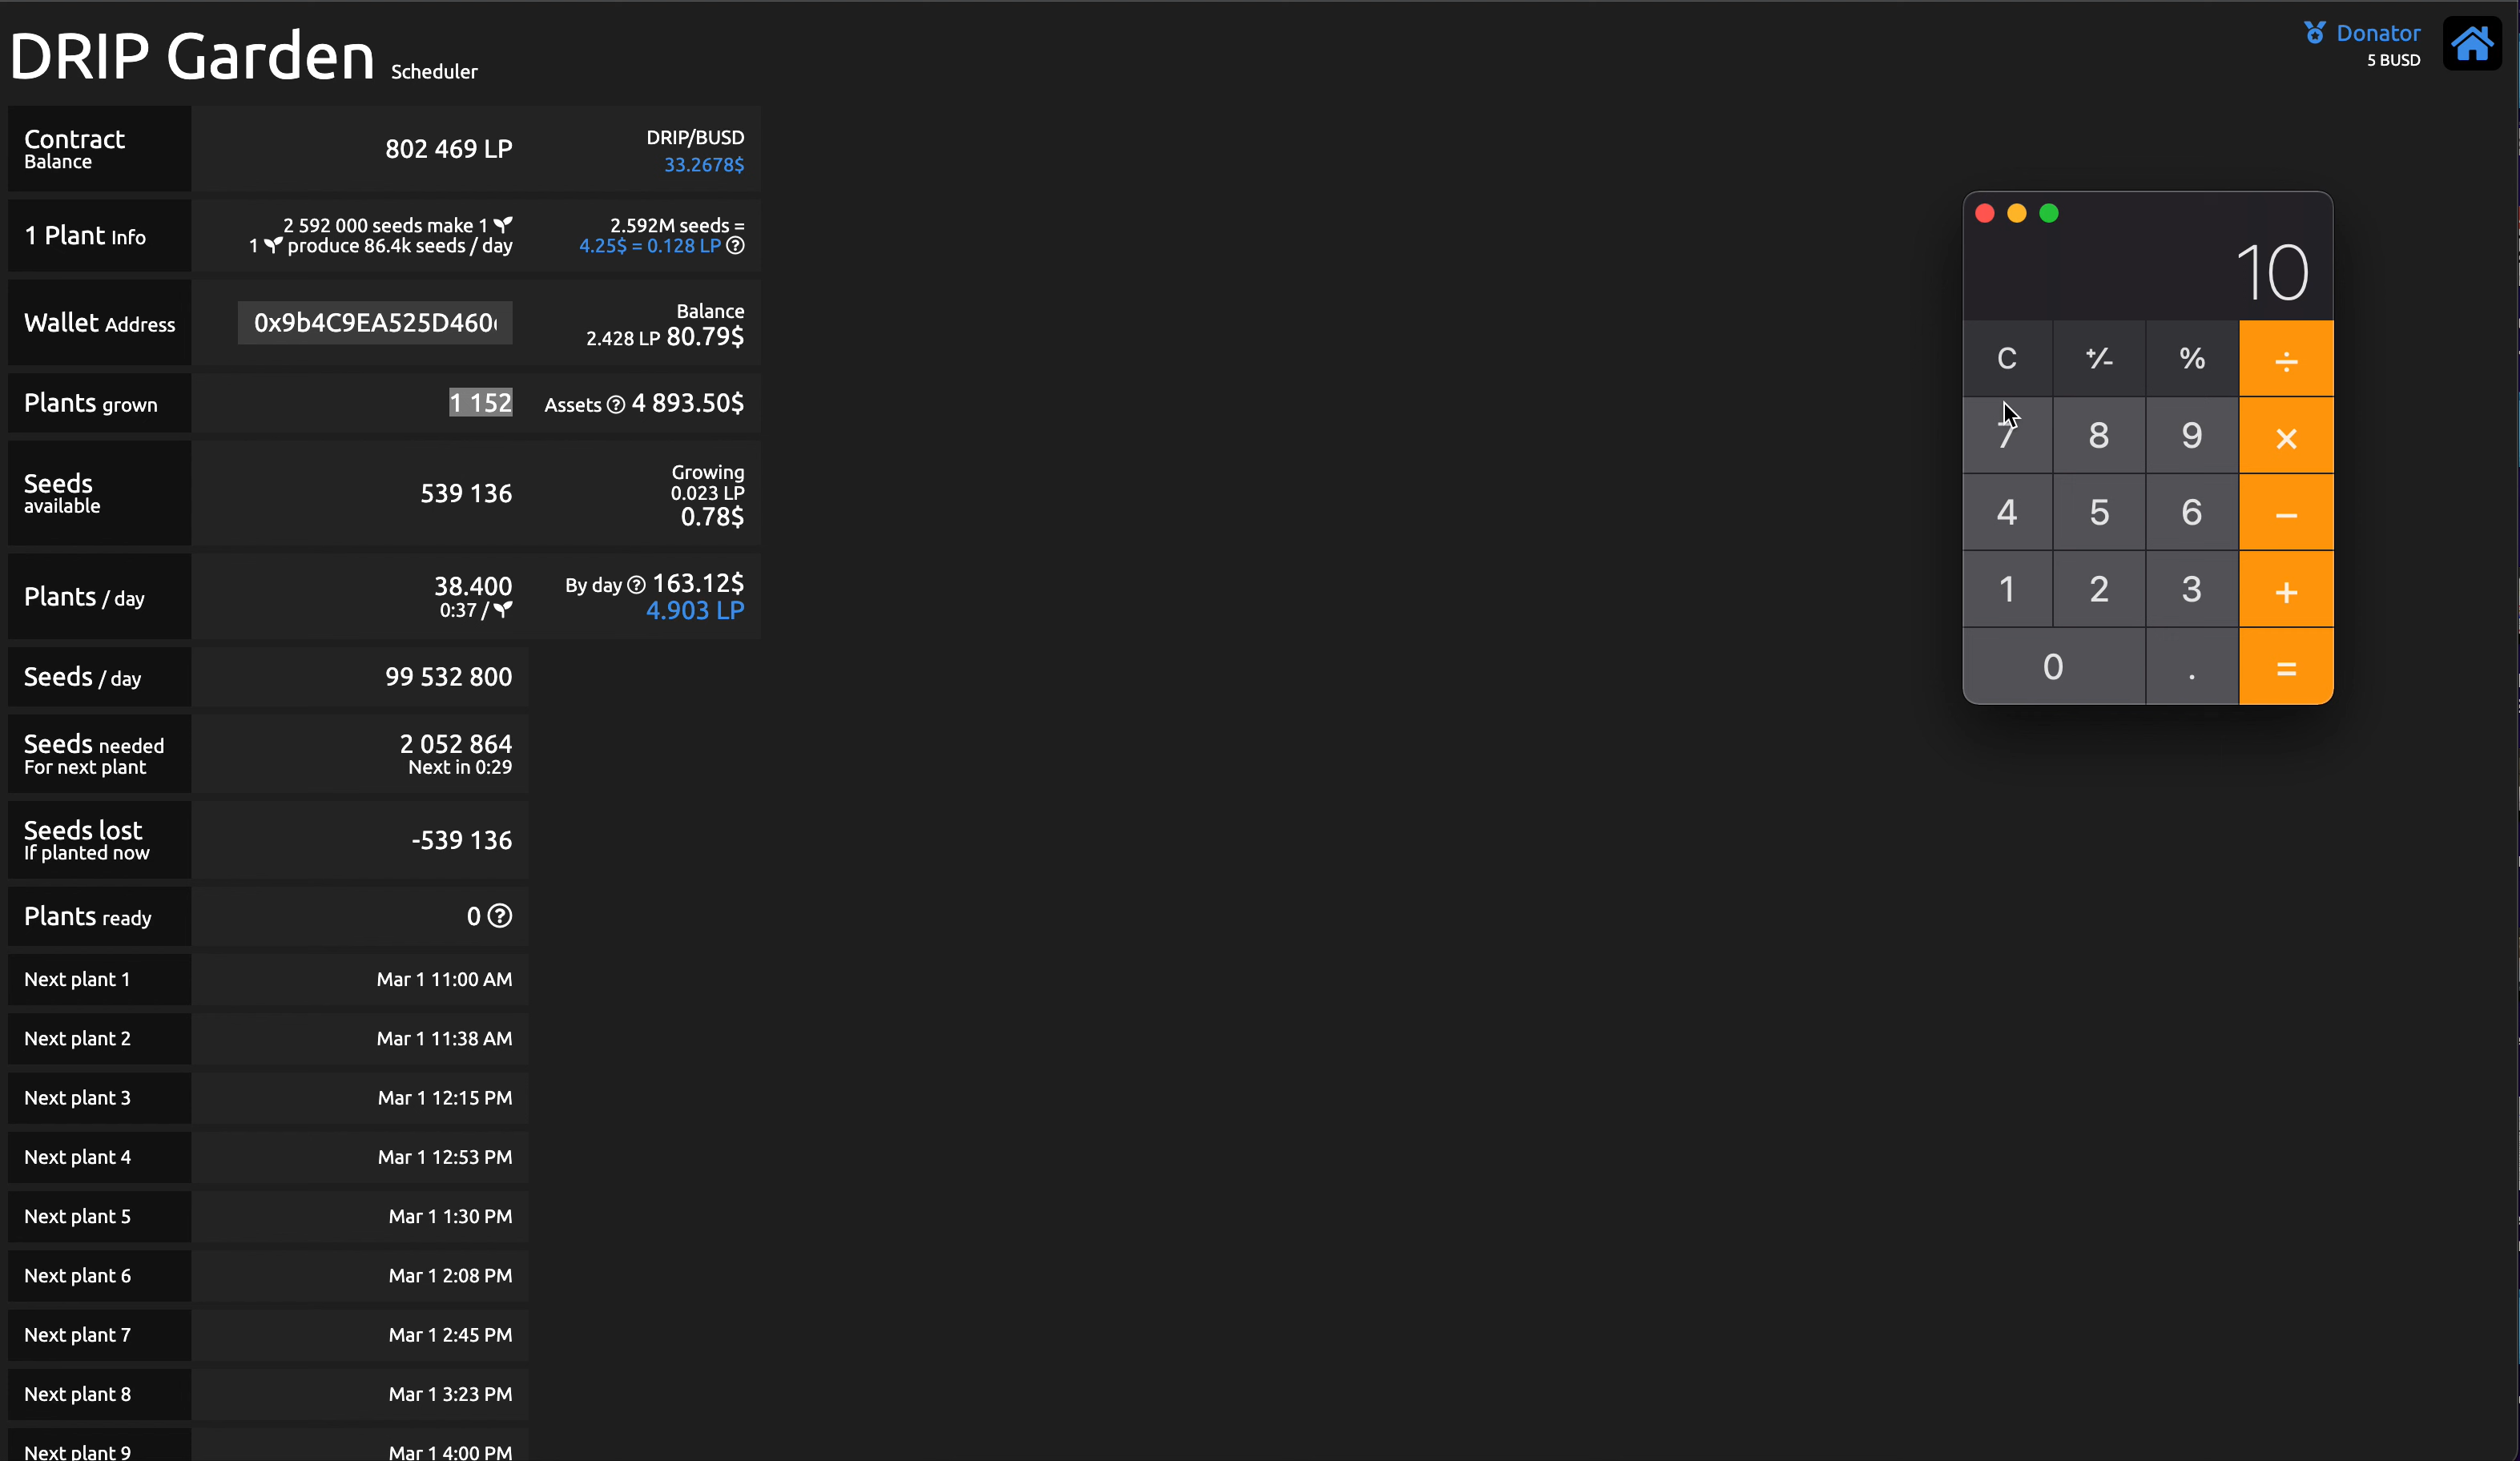 DRIP Garden Scheduler
Donator
5 BUSD
Contract
Balance
802 469 LP
DRIP/BUSD
33.2678$
1 Plant Info
2 592 000 seeds make 1
1 produce 86.4k seeds / day
2.592M seeds =
4.25$ = 0.128 LP ?
Wallet Address
0x9b4C9EA525D460
Balance
2.428 LP 80.79$
Plants grown
1 152
Assets ? 4 893.50$
Seeds
available
539 136
Growing
0.023 LP
0.78$
Plants / day
38.400
0:37 /
By day ? 163.12$
4.903 LP
Seeds / day
99 532 800
Seeds needed
For next plant
2 052 864
Next in 0:29
Seeds lost
If planted now
-539 136
Plants ready
0 ?
Next plant 1
Mar 1 11:00 AM
Next plant 2
Mar 1 11:38 AM
Next plant 3
Mar 1 12:15 PM
Next plant 4
Mar 1 12:53 PM
Next plant 5
Mar 1 1:30 PM
Next plant 6
Mar 1 2:08 PM
Next plant 7
Mar 1 2:45 PM
Next plant 8
Mar 1 3:23 PM
Next plant 9
Mar 1 4:00 PM
10
C +/- % ÷
7 8 9 ×
4 5 6 −
1 2 3 +
0 . =